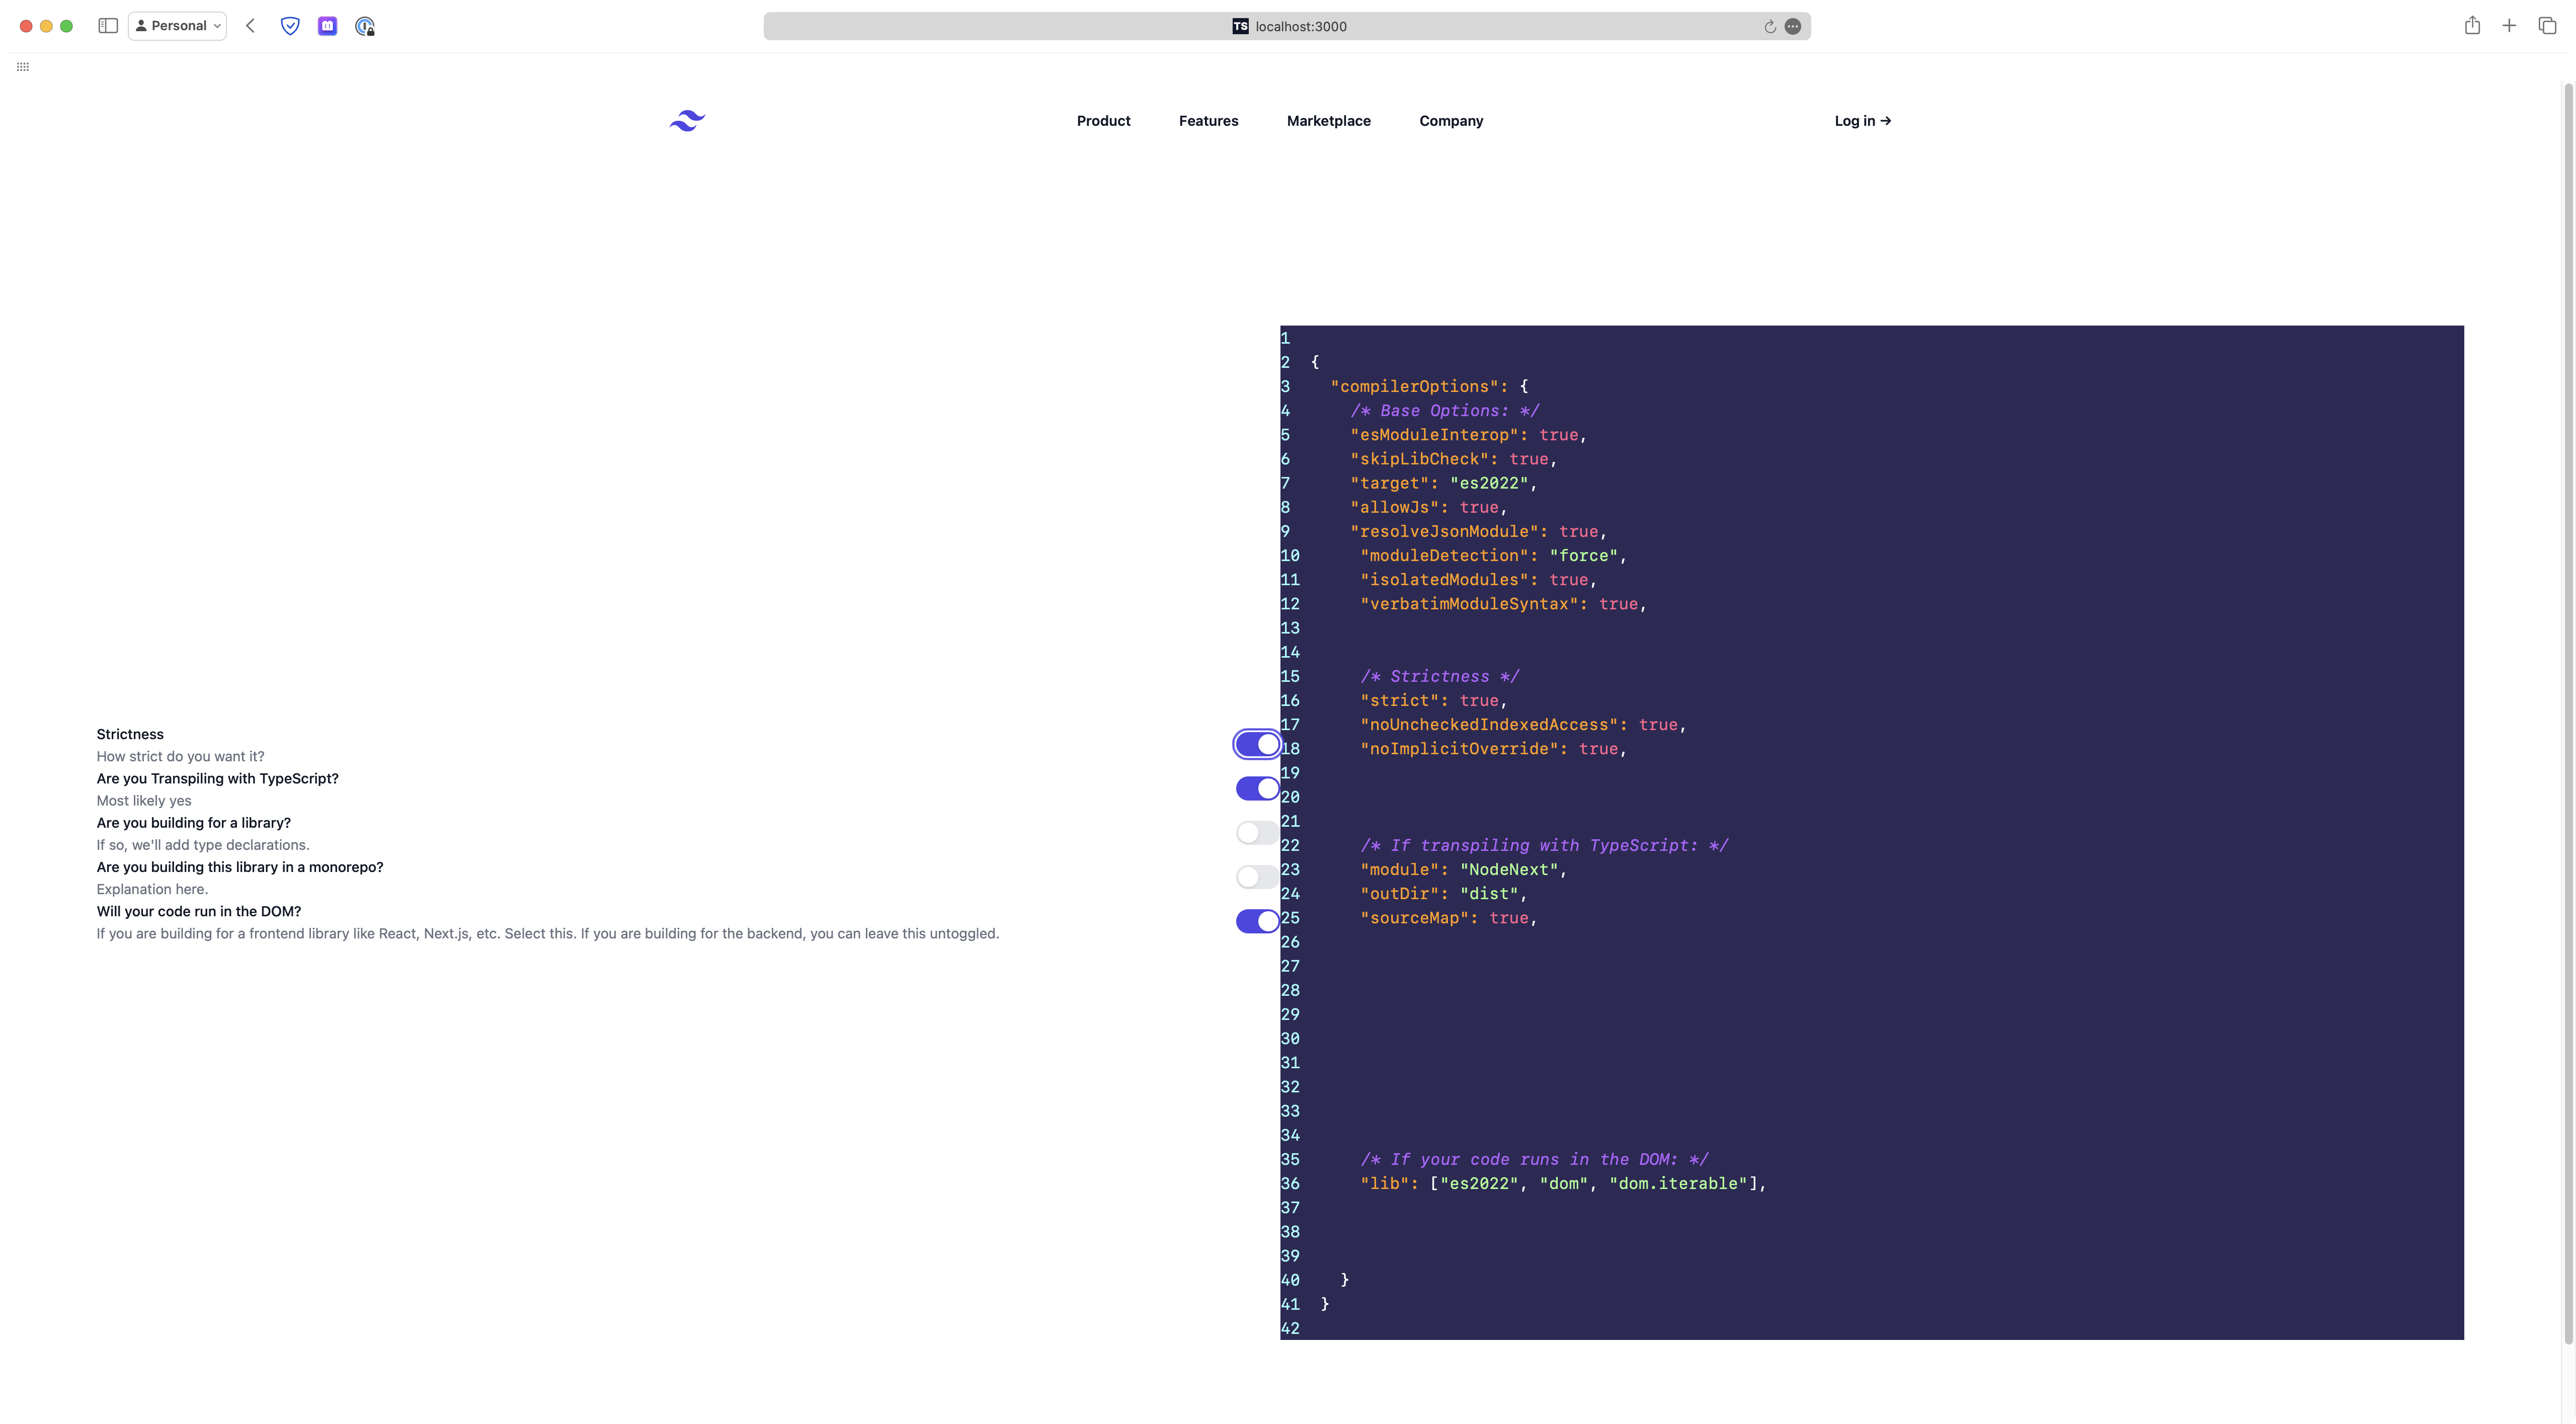 Personal
TS localhost:3000
Product Features Marketplace Company Log in →
Strictness
How strict do you want it?
Are you Transpiling with TypeScript?
Most likely yes
Are you building for a library?
If so, we'll add type declarations.
Are you building this library in a monorepo?
Explanation here.
Will your code run in the DOM?
If you are building for a frontend library like React, Next.js, etc. Select this. If you are building for the backend, you can leave this untoggled.
1
2 {
3 "compilerOptions": {
4 /* Base Options: */
5 "esModuleInterop": true,
6 "skipLibCheck": true,
7 "target": "es2022",
8 "allowJs": true,
9 "resolveJsonModule": true,
10 "moduleDetection": "force",
11 "isolatedModules": true,
12 "verbatimModuleSyntax": true,
13
14
15 /* Strictness */
16 "strict": true,
17 "noUncheckedIndexedAccess": true,
18 "noImplicitOverride": true,
19
20
21
22 /* If transpiling with TypeScript: */
23 "module": "NodeNext",
24 "outDir": "dist",
25 "sourceMap": true,
26
27
28
29
30
31
32
33
34
35 /* If your code runs in the DOM: */
36 "lib": ["es2022", "dom", "dom.iterable"],
37
38
39
40 }
41 }
42